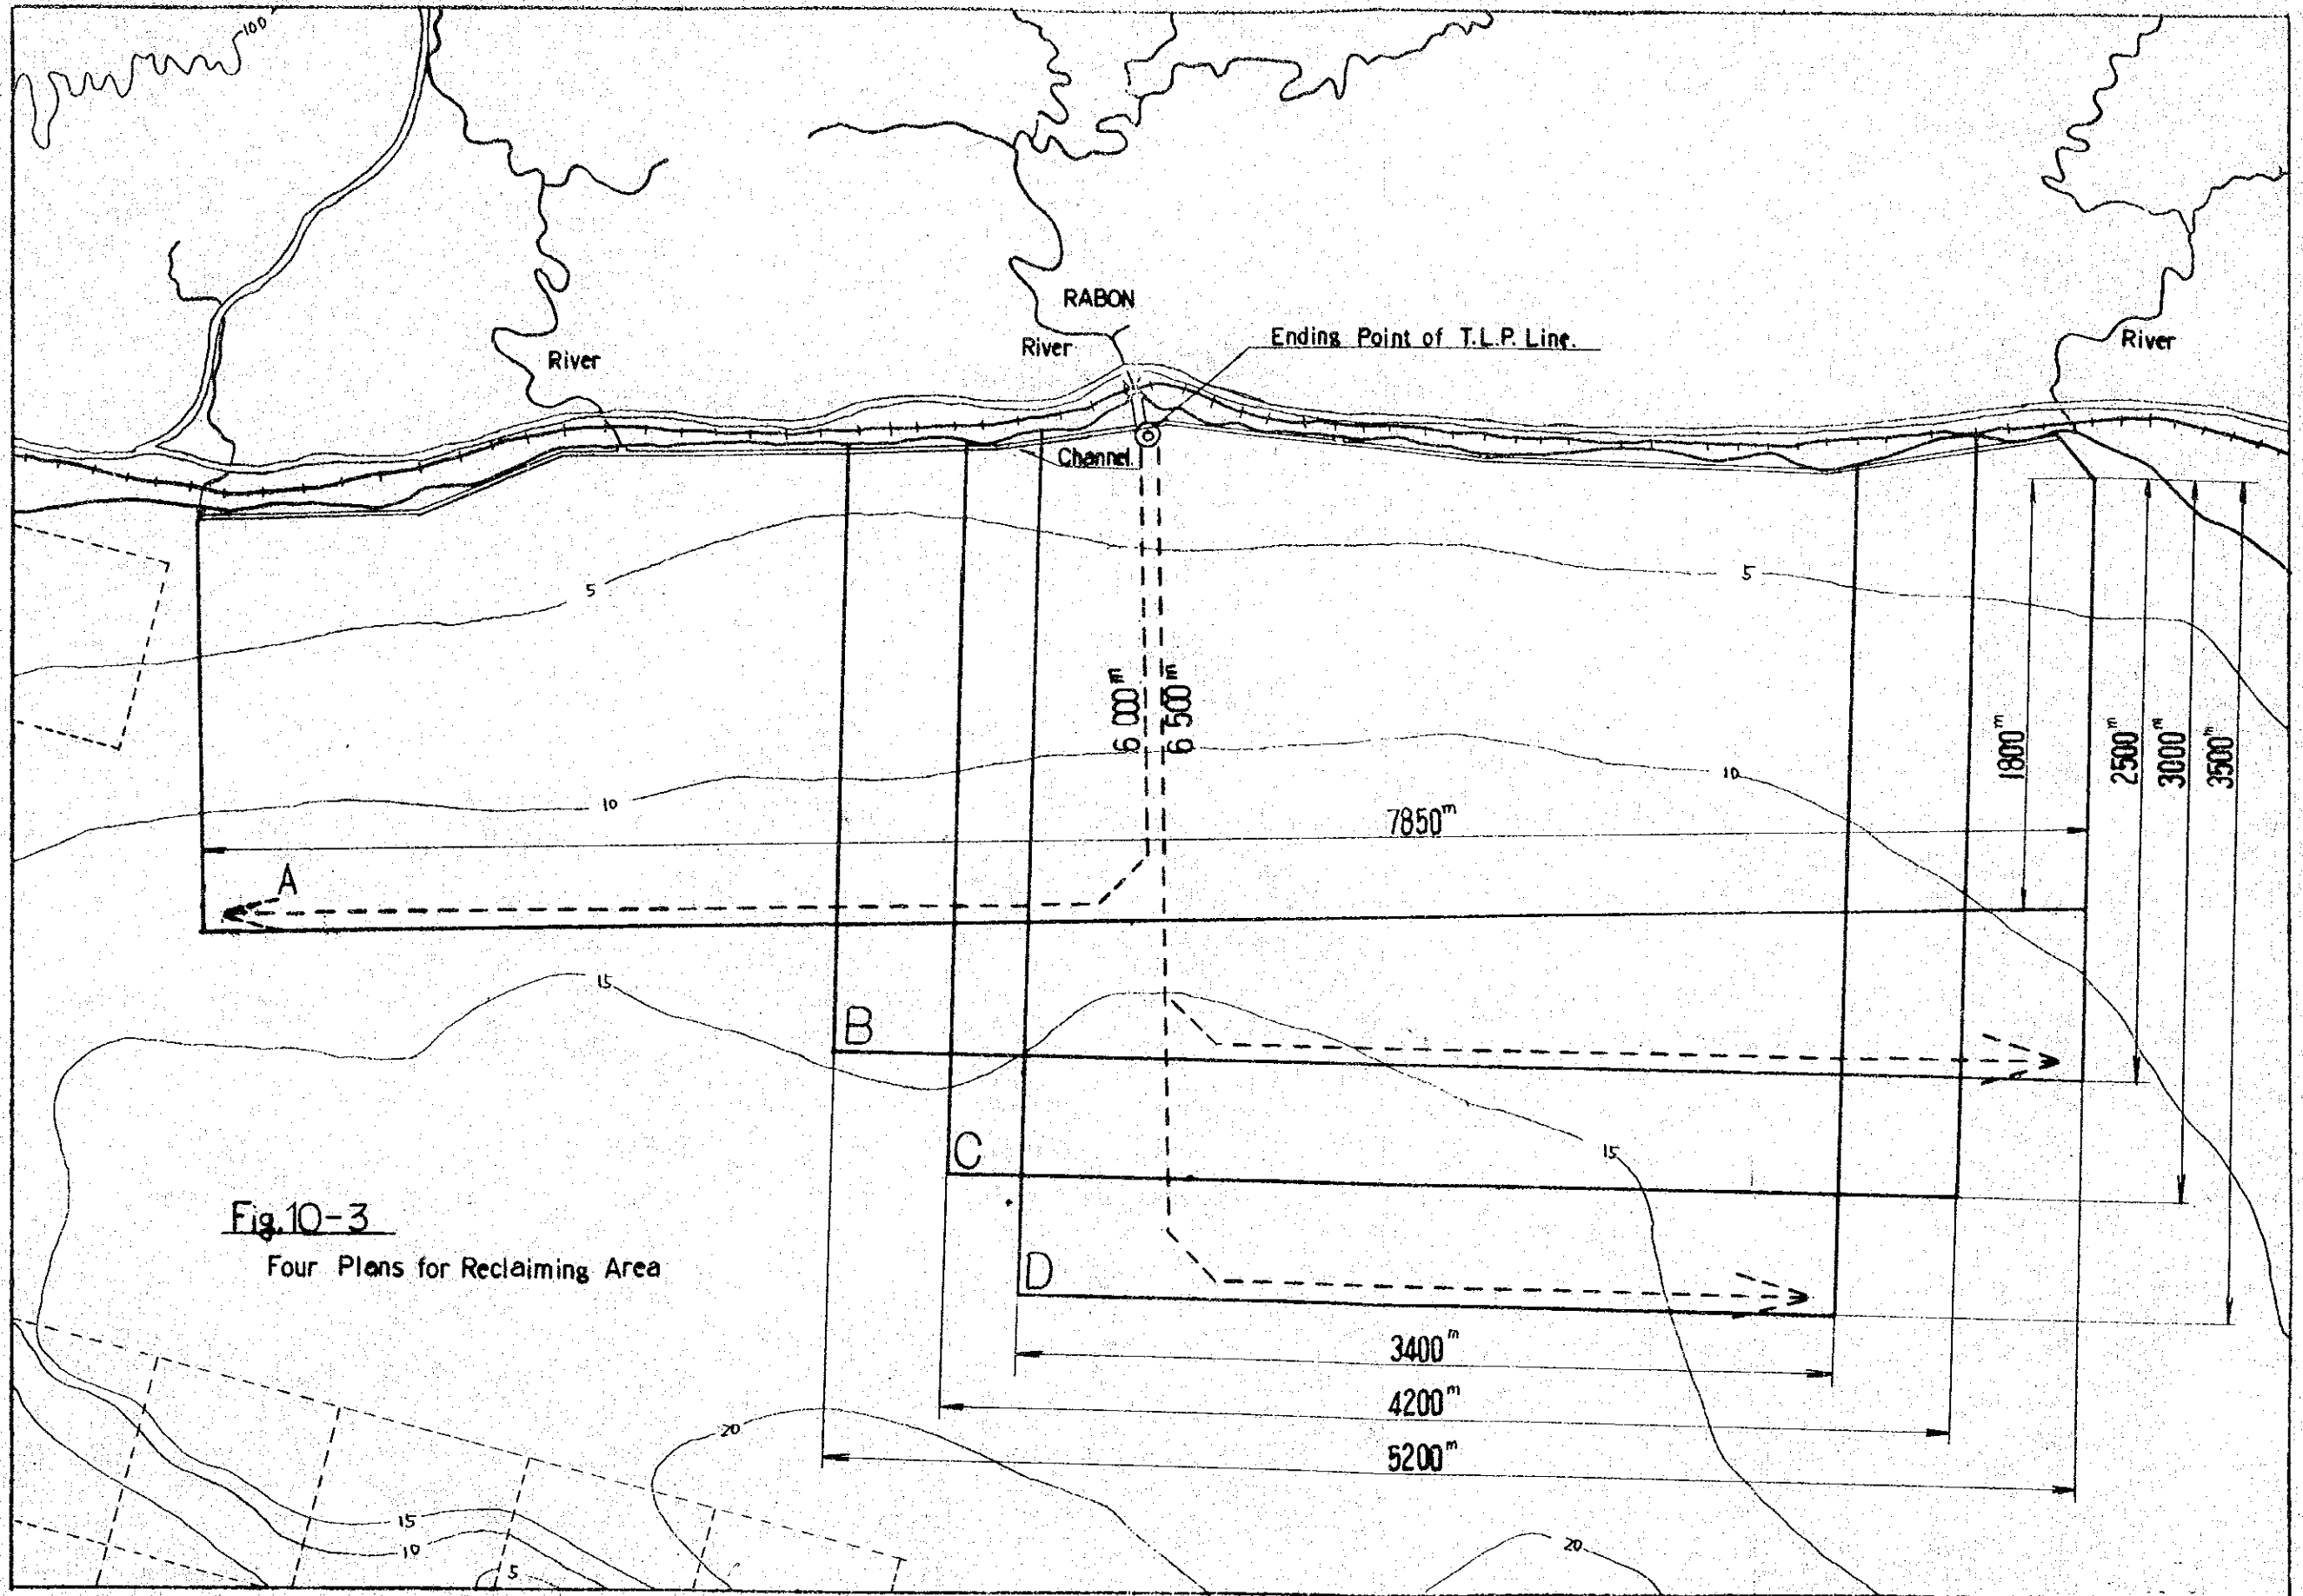 100
RABON
River
River
River
Ending Point of T.L.P. Line.
Channel
5
5
6 000m
6 500m
1800m
2500m
3000m
3500m
10
10
7850m
A
15
B
15
C
D
Fig.10-3
Four Plans for Reclaiming Area
3400m
4200m
5200m
20
15
10
5
20